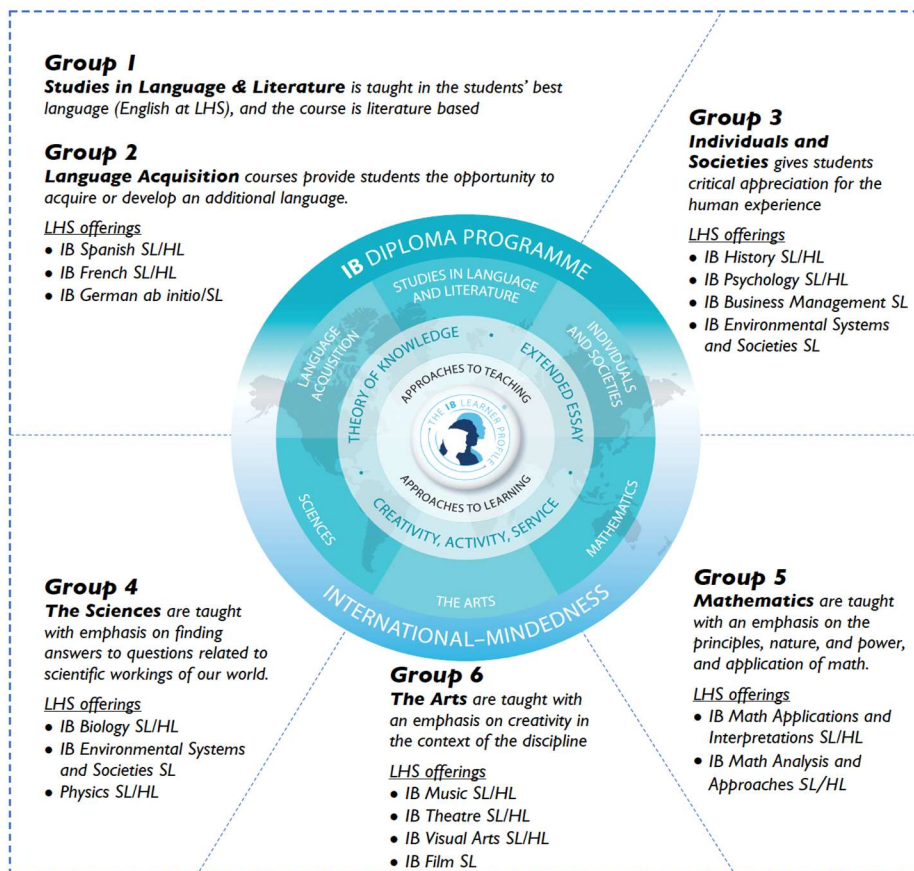 Group 1
Studies in Language & Literature is taught in the students' best
language (English at LHS), and the course is literature based
Group 2
Language Acquisition courses provide students the opportunity to
acquire or develop an additional language.
LHS offerings
• IB Spanish SL/HL
• IB French SL/HL
• IB German ab initio/SL
Group 3
Individuals and
Societies gives students
critical appreciation for the
human experience
LHS offerings
• IB History SL/HL
• IB Psychology SL/HL
• IB Business Management SL
• IB Environmental Systems
and Societies SL
IB DIPLOMA PROGRAMME
STUDIES IN LANGUAGE
AND LITERATURE
LANGUAGE
ACQUISITION
INDIVIDUALS
AND SOCIETIES
THEORY OF KNOWLEDGE
EXTENDED ESSAY
APPROACHES TO TEACHING
THE IB LEARNER PROFILE
APPROACHES TO LEARNING
CREATIVITY, ACTIVITY, SERVICE
SCIENCES
MATHEMATICS
THE ARTS
INTERNATIONAL-MINDEDNESS
Group 4
The Sciences are taught
with emphasis on finding
answers to questions related to
scientific workings of our world.
LHS offerings
• IB Biology SL/HL
• IB Environmental Systems
and Societies SL
• Physics SL/HL
Group 6
The Arts are taught with
an emphasis on creativity in
the context of the discipline
LHS offerings
• IB Music SL/HL
• IB Theatre SL/HL
• IB Visual Arts SL/HL
• IB Film SL
Group 5
Mathematics are taught
with an emphasis on the
principles, nature, and power,
and application of math.
LHS offerings
• IB Math Applications and
Interpretations SL/HL
• IB Math Analysis and
Approaches SL/HL